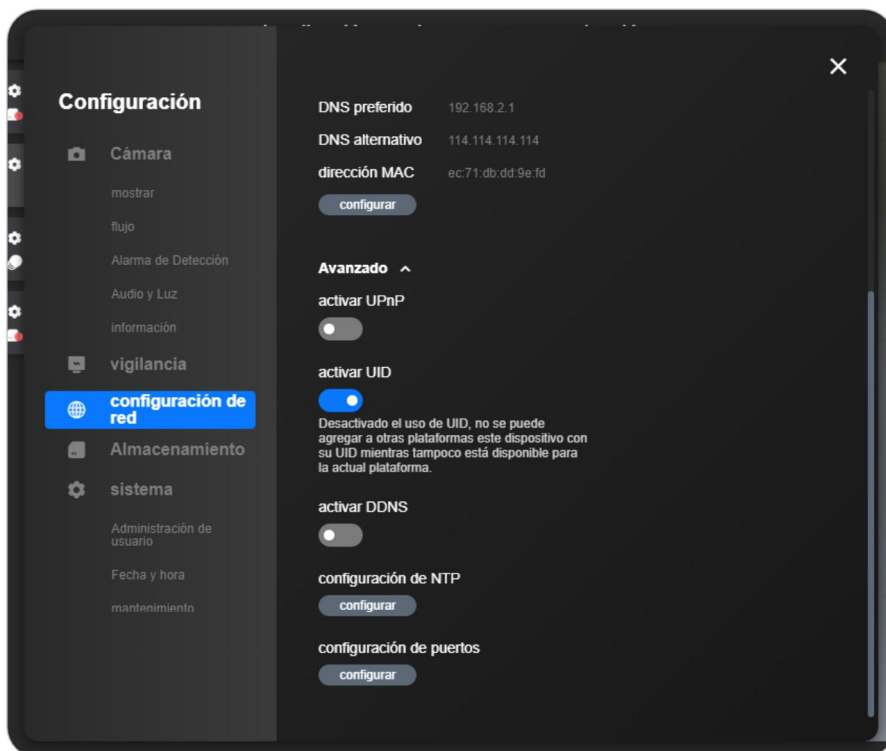 Configuración
Cámara
mostrar
flujo
Alarma de Detección
Audio y Luz
información
vigilancia
configuración de
red
Almacenamiento
sistema
Administración de
usuario
Fecha y hora
mantenimiento
DNS preferido 192.168.2.1
DNS alternativo 114.114.114.114
dirección MAC ec:71:db:dd:9e:fd
configurar
Avanzado
activar UPnP
activar UID
Desactivado el uso de UID, no se puede
agregar a otras plataformas este dispositivo con
su UID mientras tampoco está disponible para
la actual plataforma.
activar DDNS
configuración de NTP
configurar
configuración de puertos
configurar